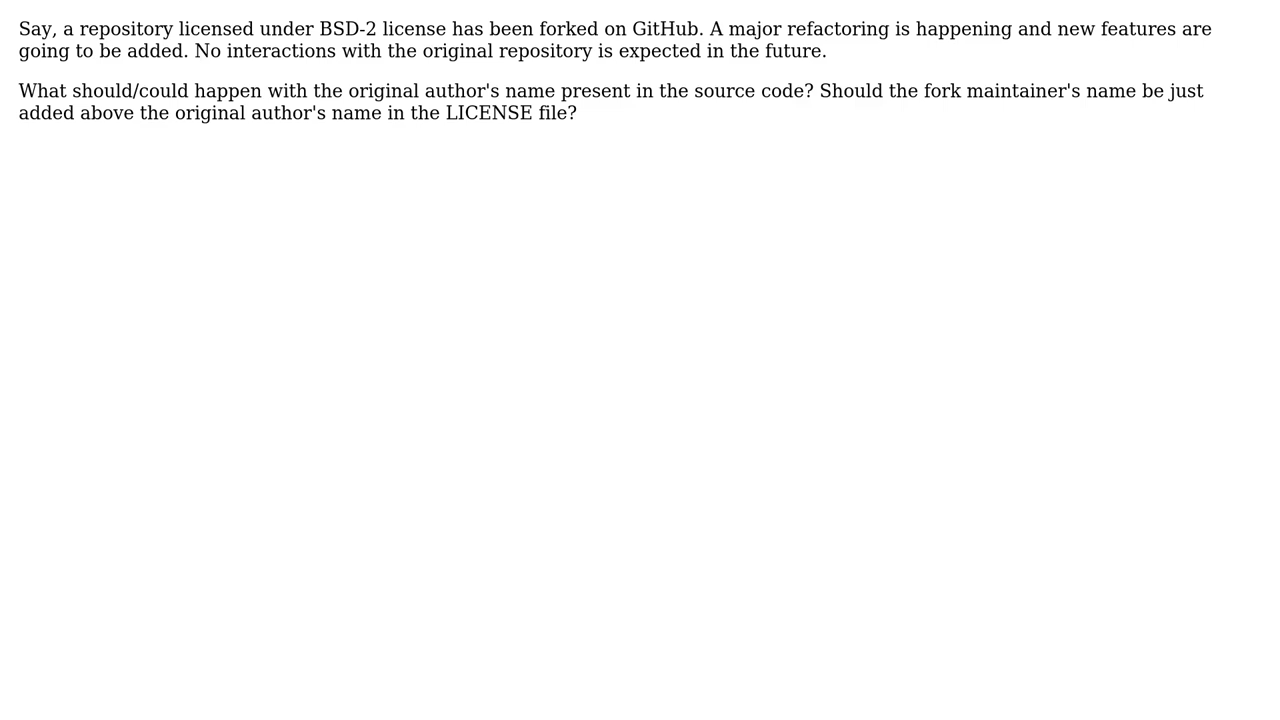 Say, a repository licensed under BSD-2 license has been forked on GitHub. A major refactoring is happening and new features are
going to be added. No interactions with the original repository is expected in the future.
What should/could happen with the original author's name present in the source code? Should the fork maintainer's name be just
added above the original author's name in the LICENSE file?